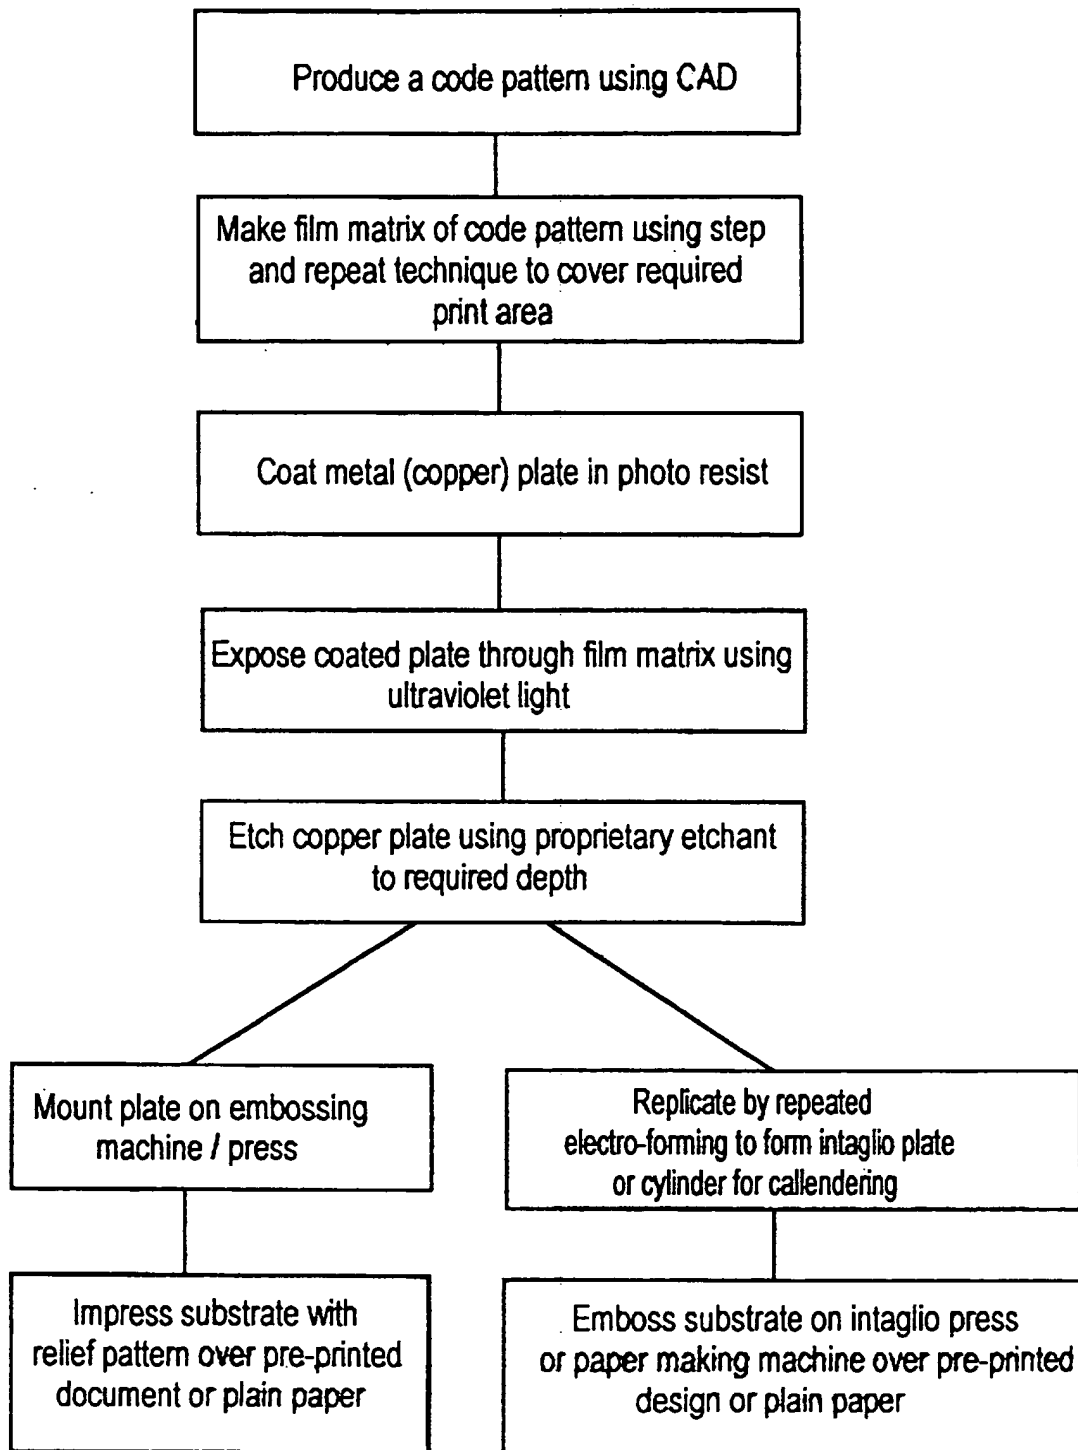 Produce a code pattern using CAD
Make film matrix of code pattern using step
and repeat technique to cover required
print area
Coat metal (copper) plate in photo resist
Expose coated plate through film matrix using
ultraviolet light
Etch copper plate using proprietary etchant
to required depth
Mount plate on embossing
machine / press
Replicate by repeated
electro-forming to form intaglio plate
or cylinder for callendering
Impress substrate with
relief pattern over pre-printed
document or plain paper
Emboss substrate on intaglio press
or paper making machine over pre-printed
design or plain paper